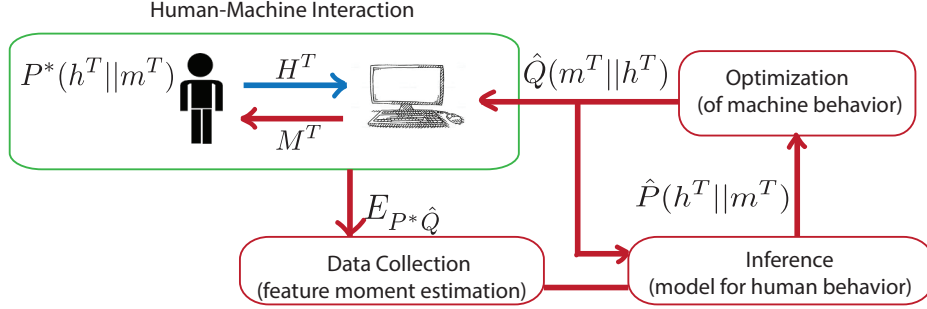 Human-Machine Interaction
P*(h^T||m^T)
H^T
M^T
Q̂(m^T||h^T)
Optimization
(of machine behavior)
P̂(h^T||m^T)
E_{P*Q̂}
Data Collection
(feature moment estimation)
Inference
(model for human behavior)